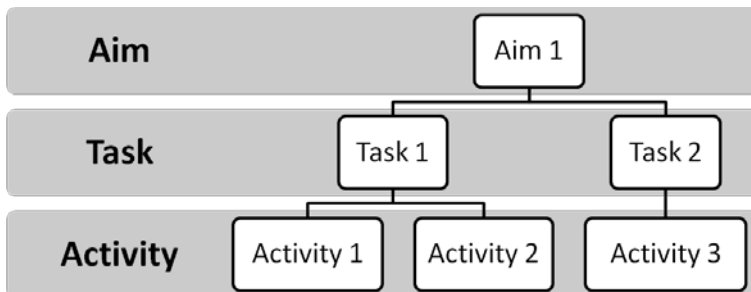 Aim
Aim 1
Task
Task 1
Task 2
Activity
Activity 1
Activity 2
Activity 3